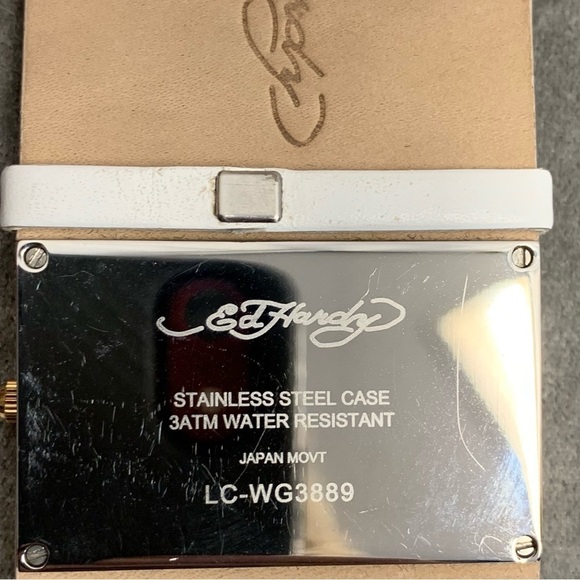 Ed Hardy
STAINLESS STEEL CASE
3ATM WATER RESISTANT
JAPAN MOVT
LC-WG3889